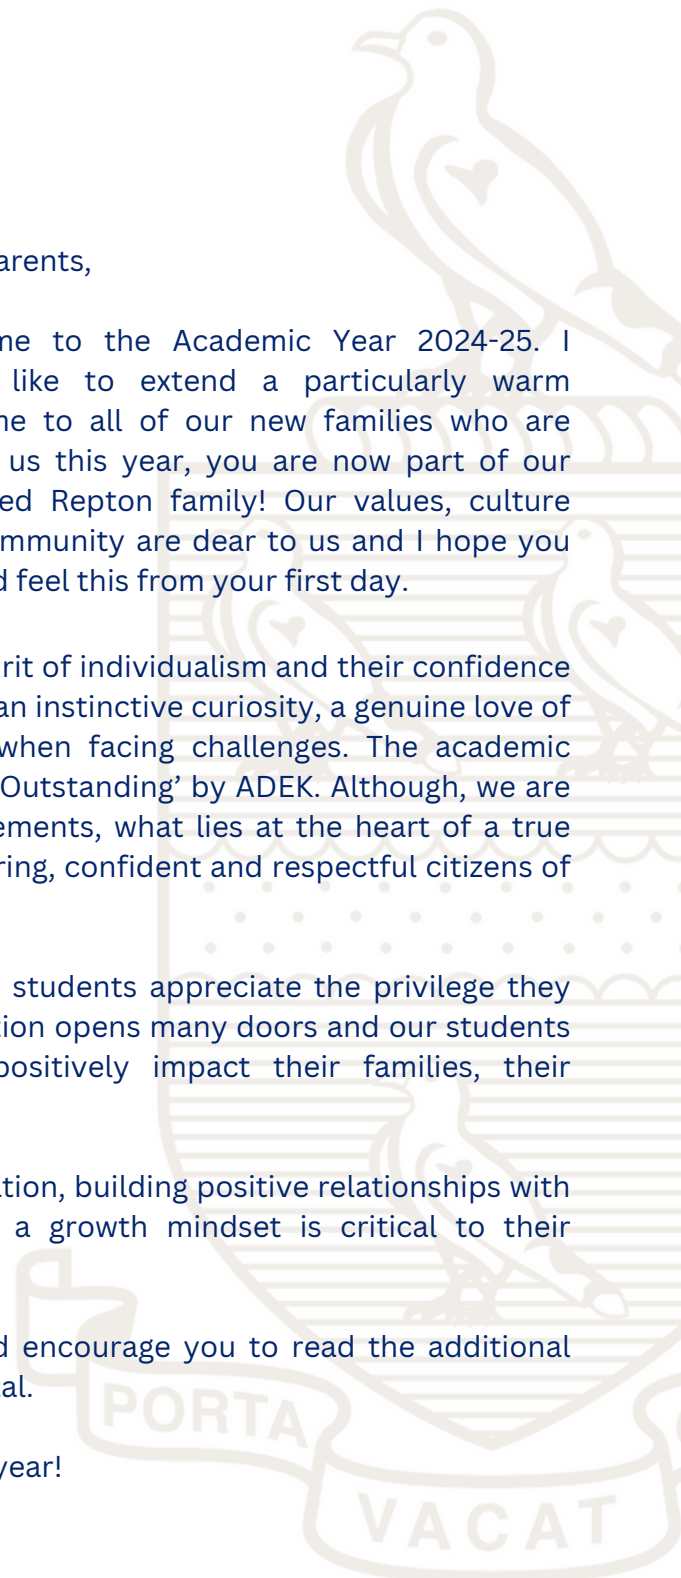 arents,
me to the Academic Year 2024-25. I
like to extend a particularly warm
ne to all of our new families who are
us this year, you are now part of our
ed Repton family! Our values, culture
mmunity are dear to us and I hope you
d feel this from your first day.
rit of individualism and their confidence
an instinctive curiosity, a genuine love of
when facing challenges. The academic
Outstanding’ by ADEK. Although, we are
ements, what lies at the heart of a true
ring, confident and respectful citizens of
students appreciate the privilege they
tion opens many doors and our students
positively impact their families, their
ation, building positive relationships with
a growth mindset is critical to their
d encourage you to read the additional
tal.
year!
PORTA
VACAT